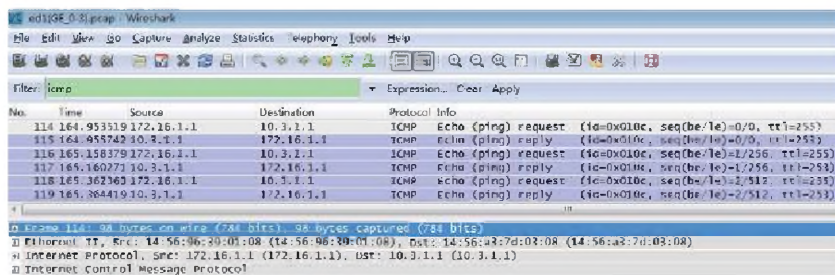 ed1[GE_0-3].pcap - Wireshark
File Edit View Go Capture Analyze Statistics Telephony Tools Help
Filter: icmp Expression... Clear Apply
No. Time Source Destination Protocol Info
114 164.953519 172.16.1.1 10.3.1.1 ICMP Echo (ping) request (id=0x010c, seq(be/le)=0/0, ttl=255)
115 164.955742 10.3.1.1 172.16.1.1 ICMP Echo (ping) reply (id=0x010c, seq(be/le)=0/0, ttl=253)
116 165.158379 172.16.1.1 10.3.1.1 ICMP Echo (ping) request (id=0x010c, seq(be/le)=1/256, ttl=255)
117 165.160271 10.3.1.1 172.16.1.1 ICMP Echo (ping) reply (id=0x010c, seq(be/le)=1/256, ttl=253)
118 165.362363 172.16.1.1 10.3.1.1 ICMP Echo (ping) request (id=0x010c, seq(be/le)=2/512, ttl=255)
119 165.364419 10.3.1.1 172.16.1.1 ICMP Echo (ping) reply (id=0x010c, seq(be/le)=2/512, ttl=253)
Frame 114: 98 bytes on wire (784 bits), 98 bytes captured (784 bits)
Ethernet II, Src: 14:56:96:39:01:08 (14:56:96:39:01:08), Dst: 14:56:a3:7d:03:08 (14:56:a3:7d:03:08)
Internet Protocol, Src: 172.16.1.1 (172.16.1.1), Dst: 10.3.1.1 (10.3.1.1)
Internet Control Message Protocol